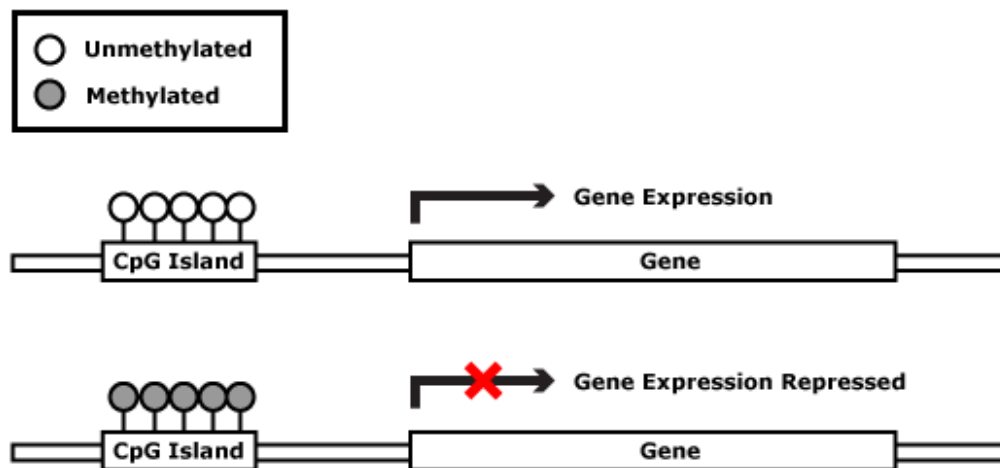 Unmethylated
Methylated
Gene Expression
CpG Island
Gene
Gene Expression Repressed
CpG Island
Gene